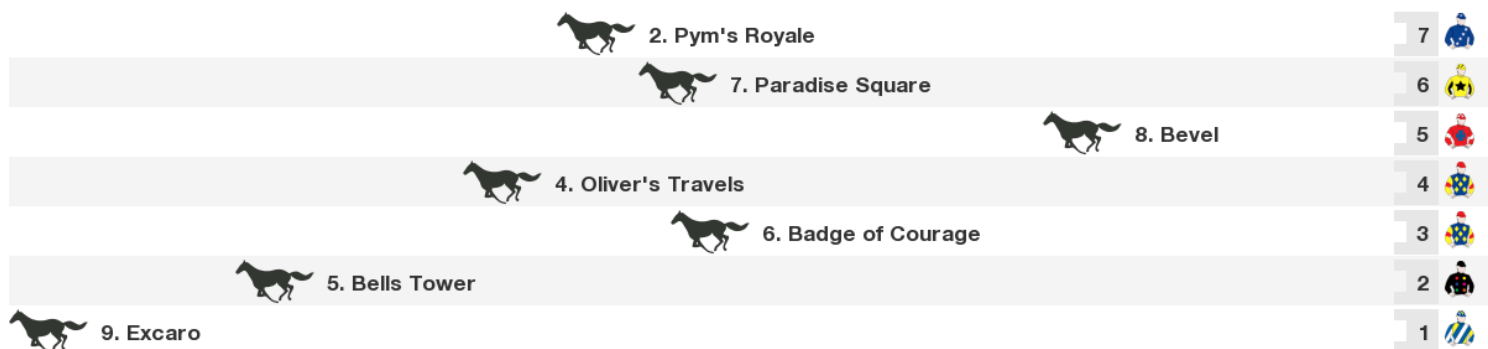 2. Pym's Royale 7
7. Paradise Square 6
8. Bevel 5
4. Oliver's Travels 4
6. Badge of Courage 3
5. Bells Tower 2
9. Excaro 1